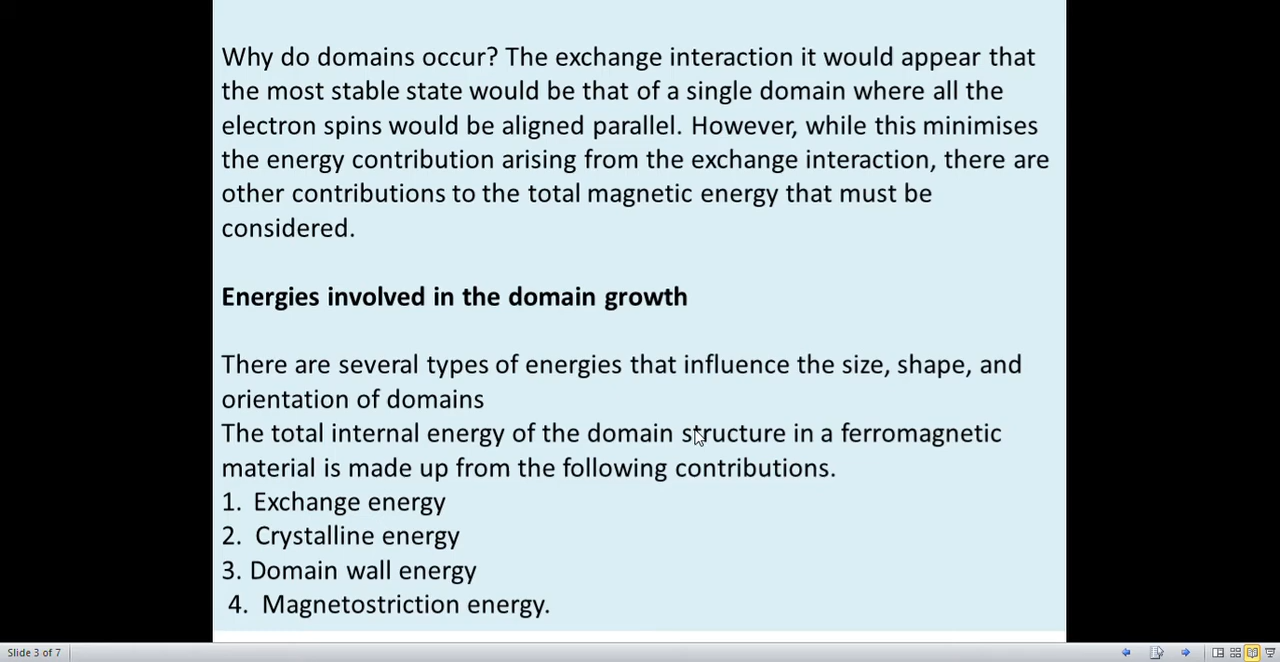 Why do domains occur? The exchange interaction it would appear that
the most stable state would be that of a single domain where all the
electron spins would be aligned parallel. However, while this minimises
the energy contribution arising from the exchange interaction, there are
other contributions to the total magnetic energy that must be
considered.
Energies involved in the domain growth
There are several types of energies that influence the size, shape, and
orientation of domains
The total internal energy of the domain structure in a ferromagnetic
material is made up from the following contributions.
1. Exchange energy
2. Crystalline energy
3. Domain wall energy
4. Magnetostriction energy.
Slide 3 of 7